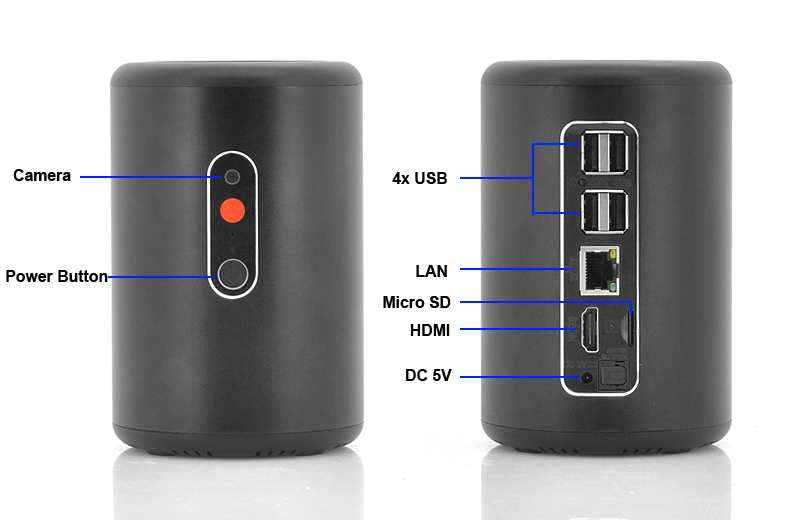 Camera
Power Button
4x USB
LAN
Micro SD
HDMI
DC 5V